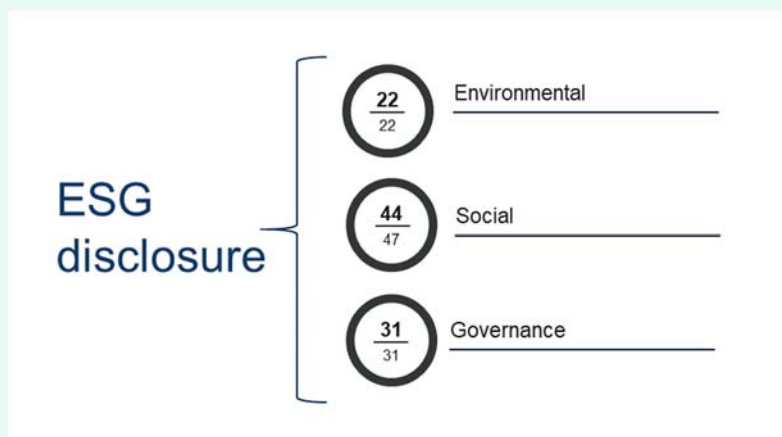 ESG
disclosure
22
22
Environmental
44
47
Social
31
31
Governance